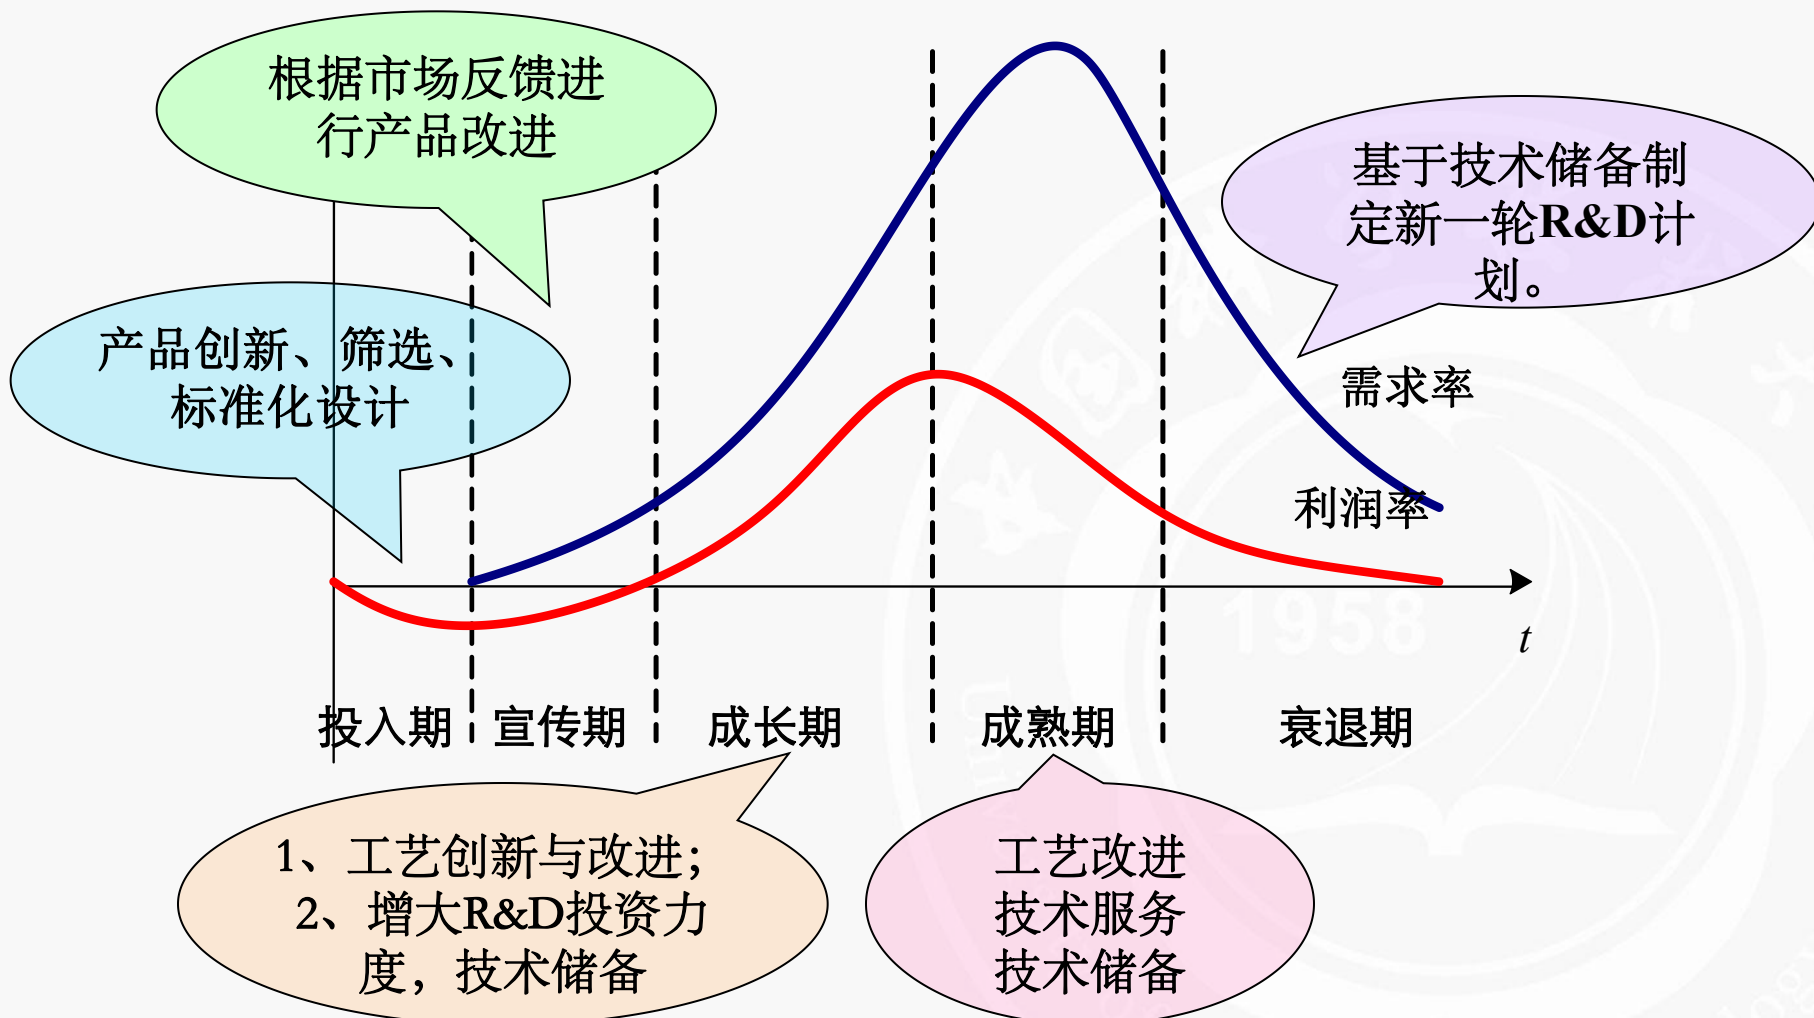 根据市场反馈进
行产品改进
基于技术储备制
定新一轮R&D计
划。
产品创新、筛选、
标准化设计
需求率
利润率
1958
t
投入期
宣传期
成长期
成熟期
衰退期
1、工艺创新与改进；
2、增大R&D投资力
度，技术储备
工艺改进
技术服务
技术储备